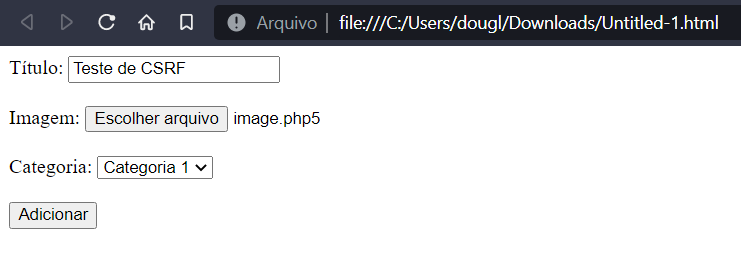 Arquivo | file:///C:/Users/dougl/Downloads/Untitled-1.html
Título: Teste de CSRF
Imagem: Escolher arquivo image.php5
Categoria: Categoria 1
Adicionar